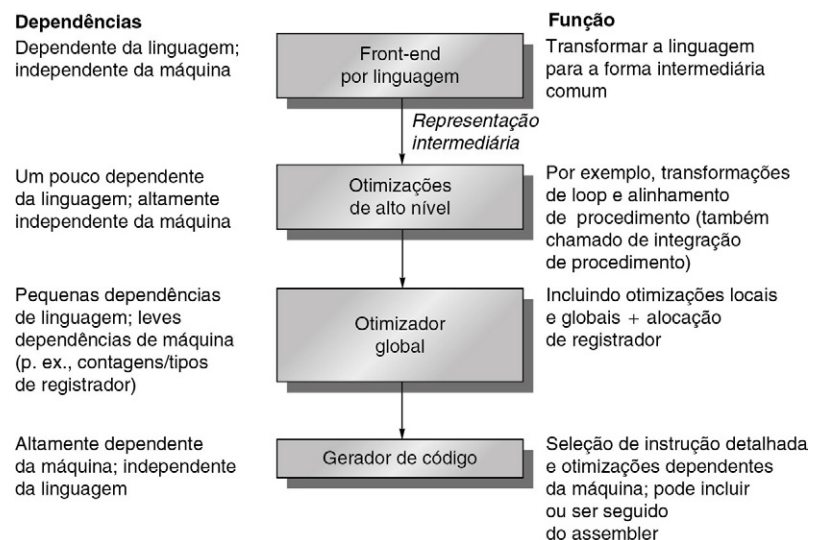 Dependências
Função
Dependente da linguagem;
independente da máquina
Front-end
por linguagem
Transformar a linguagem
para a forma intermediária
comum
Representação
intermediária
Um pouco dependente
da linguagem; altamente
independente da máquina
Otimizações
de alto nível
Por exemplo, transformações
de loop e alinhamento
de procedimento (também
chamado de integração
de procedimento)
Pequenas dependências
de linguagem; leves
dependências de máquina
(p. ex., contagens/tipos
de registrador)
Otimizador
global
Incluindo otimizações locais
e globais + alocação
de registrador
Altamente dependente
da máquina; independente
da linguagem
Gerador de código
Seleção de instrução detalhada
e otimizações dependentes
da máquina; pode incluir
ou ser seguido
do assembler